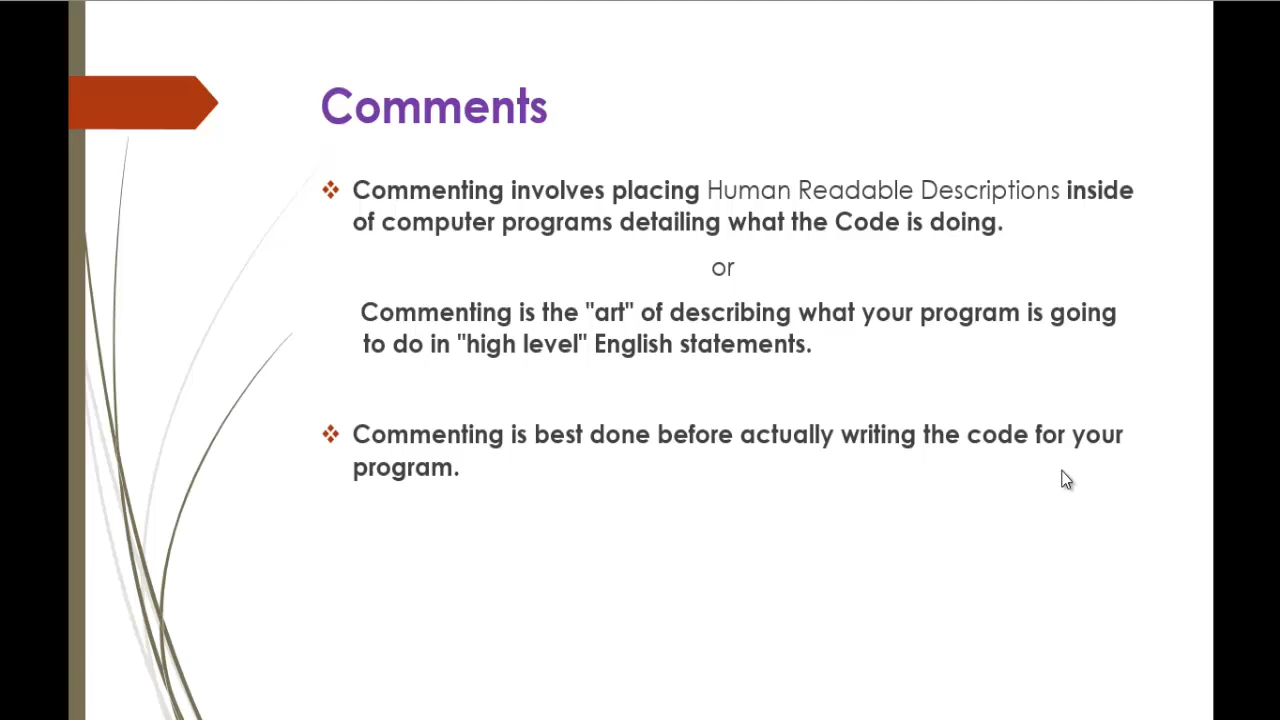 Comments
Commenting involves placing Human Readable Descriptions inside
of computer programs detailing what the Code is doing.
or
Commenting is the "art" of describing what your program is going
to do in "high level" English statements.
Commenting is best done before actually writing the code for your
program.